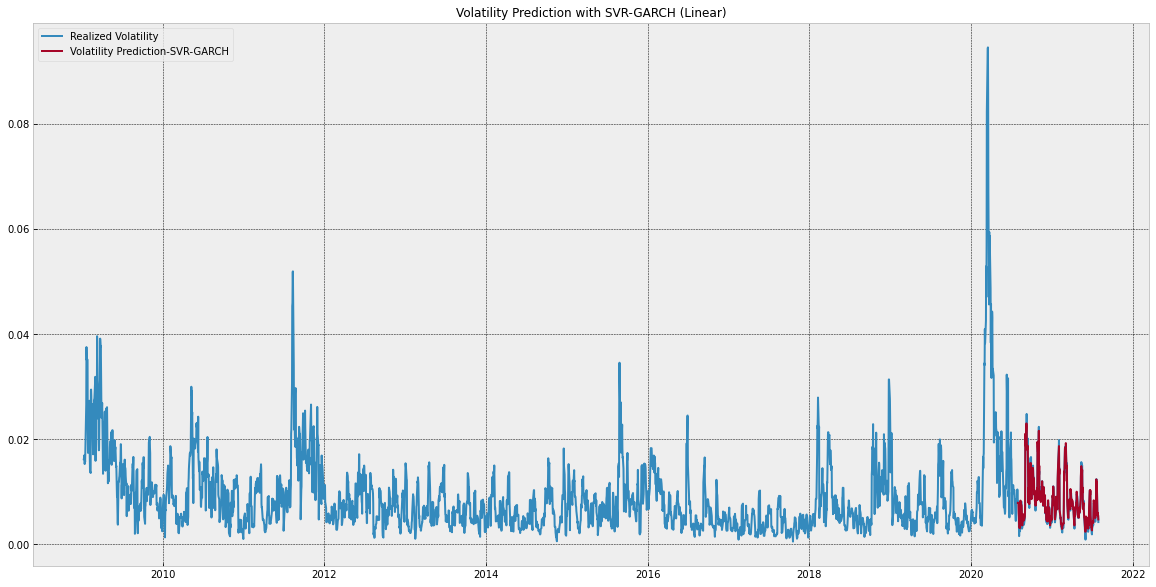 Volatility Prediction with SVR-GARCH (Linear)
Realized Volatility
Volatility Prediction-SVR-GARCH
0.08
0.06
0.04
0.02
0.00
2010 2012 2014 2016 2018 2020 2022